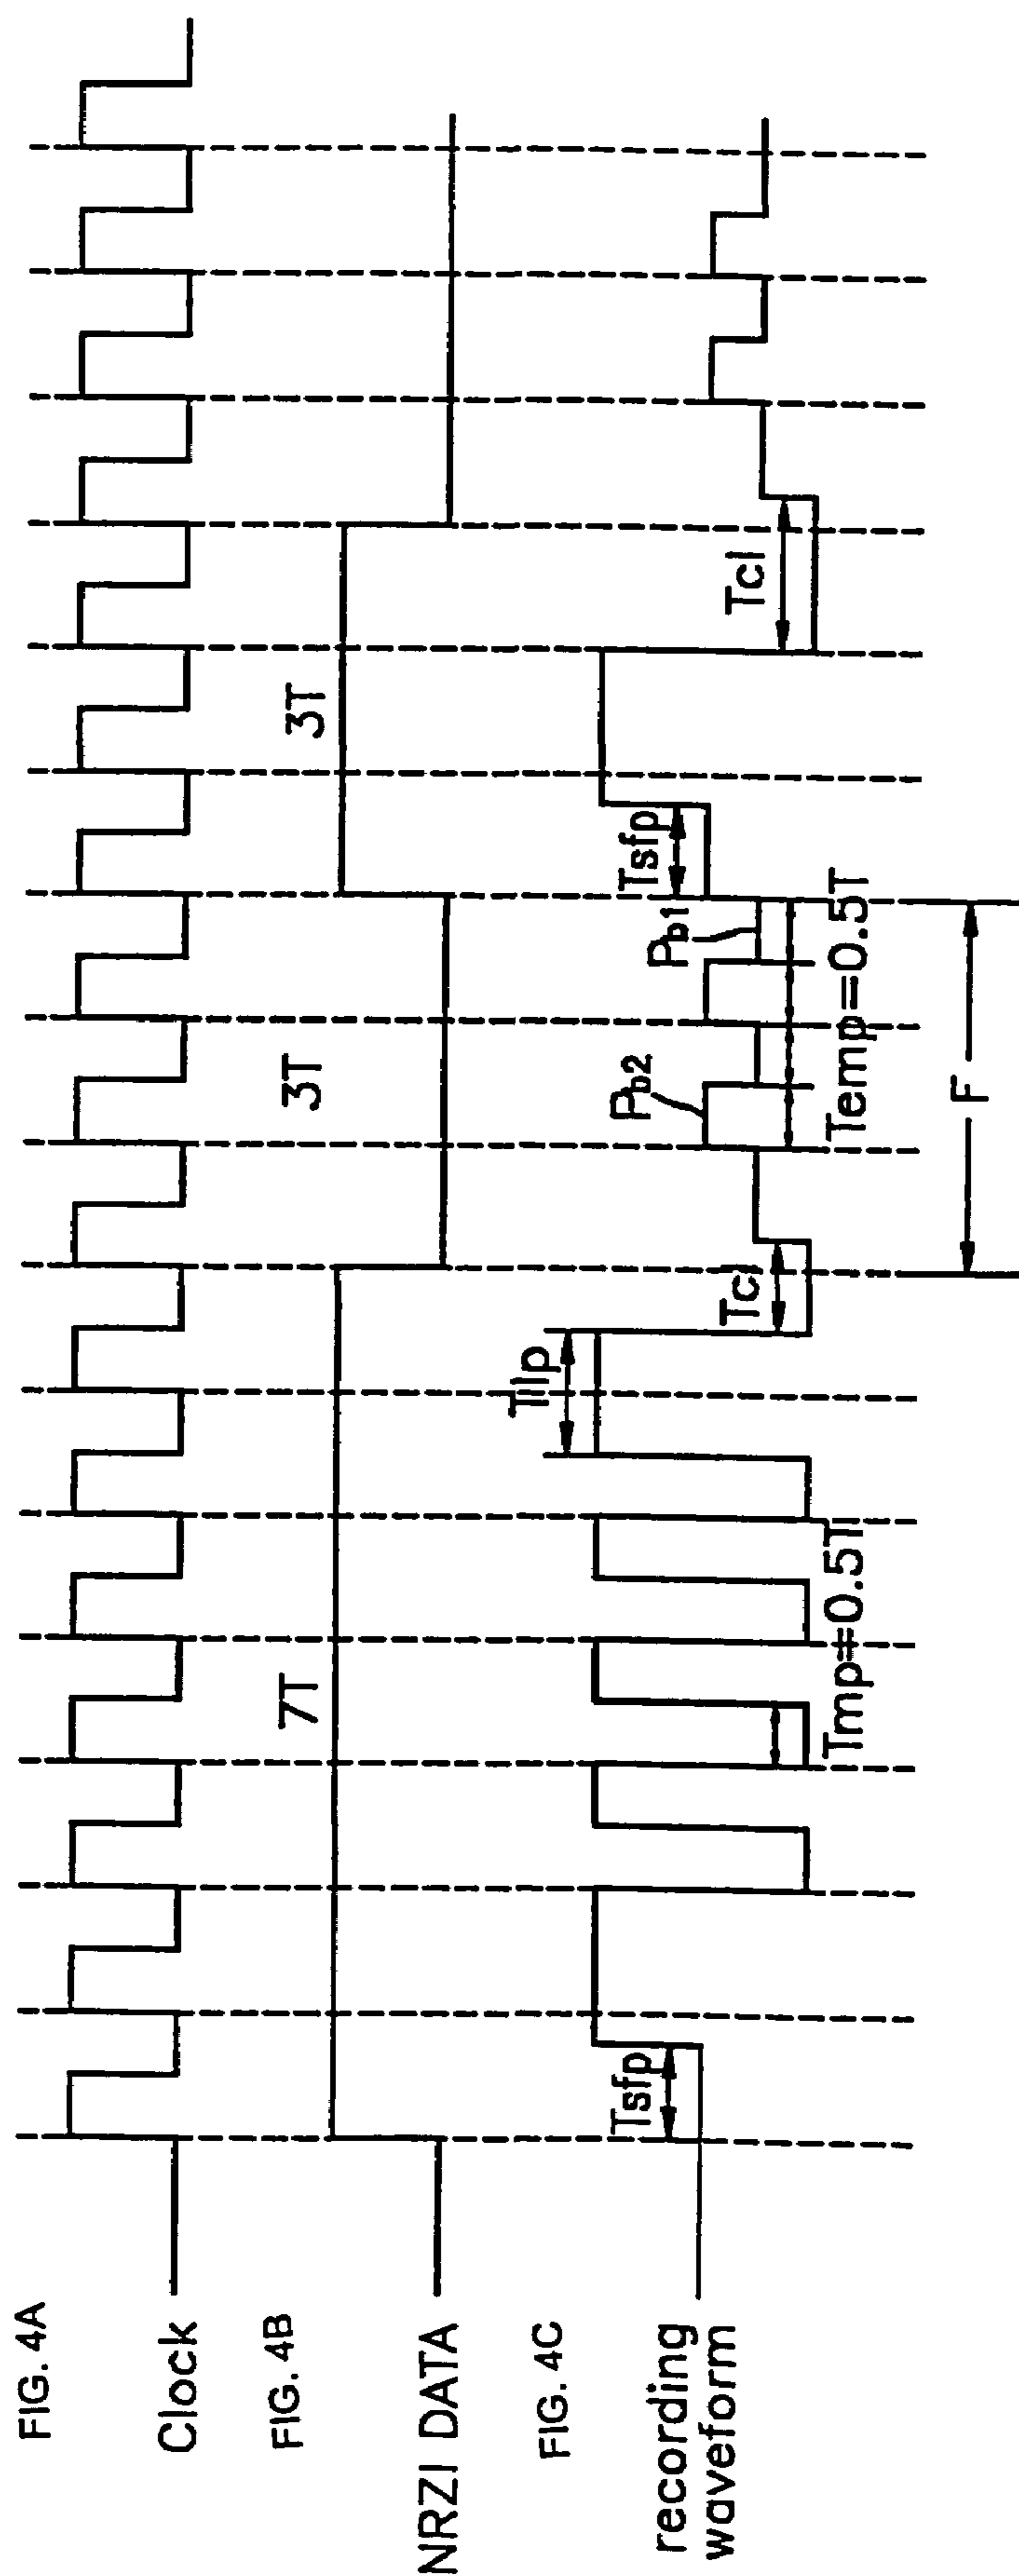 FIG. 4A
Clock
FIG. 4B
NRZI DATA
7T
3T
3T
FIG. 4C
recording
waveform
Tsfp
Tmp=0.5T
Tlp
Tcl
Pb2
Pb1
Temp=0.5T
Tsfp
Tcl
F